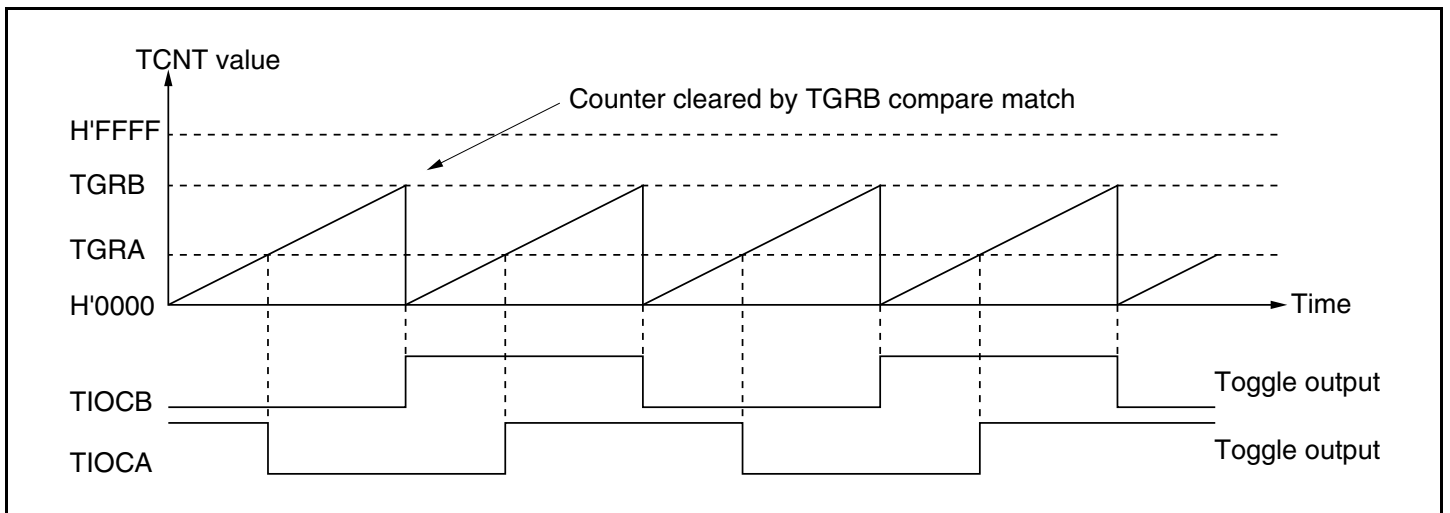 TCNT value
Counter cleared by TGRB compare match
H'FFFF
TGRB
TGRA
H'0000
Time
TIOCB
Toggle output
TIOCA
Toggle output